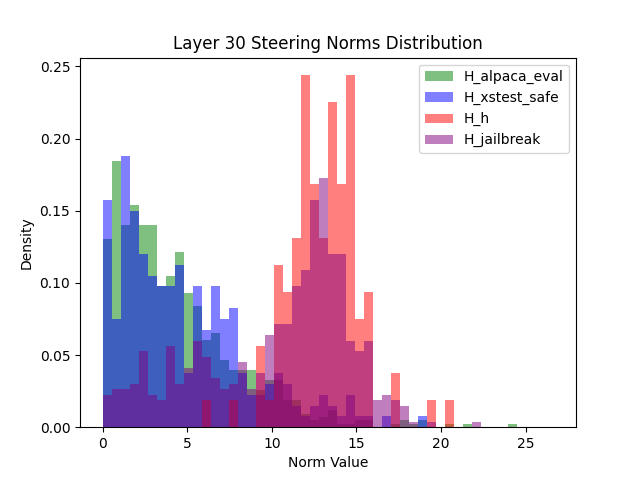 Layer 30 Steering Norms Distribution
H_alpaca_eval
H_xstest_safe
H_h
H_jailbreak
0.25
0.20
0.15
0.10
0.05
0.00
Density
0
5
10
15
20
25
Norm Value